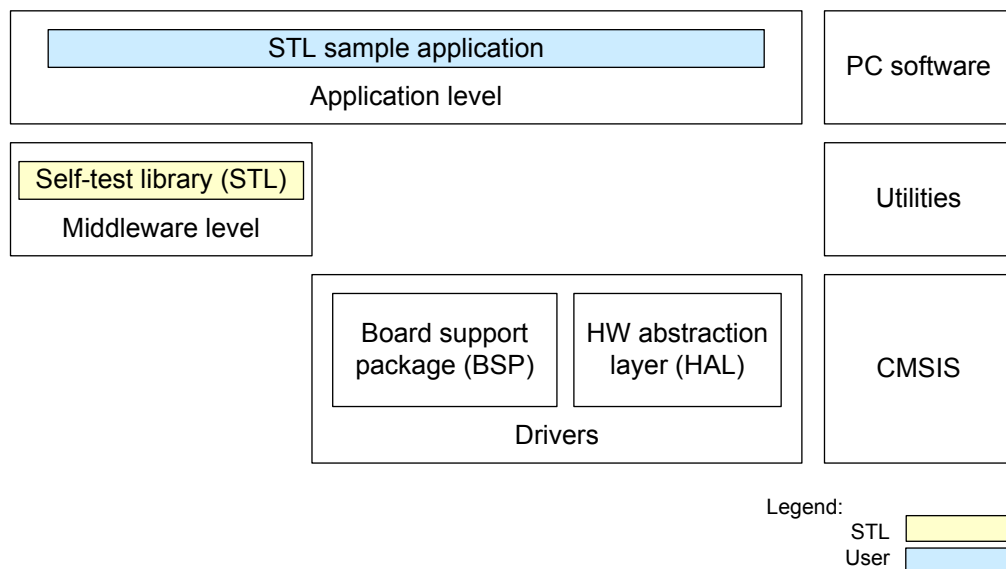 STL sample application
Application level
PC software
Self-test library (STL)
Middleware level
Utilities
Board support
package (BSP)
HW abstraction
layer (HAL)
Drivers
CMSIS
Legend:
STL
User